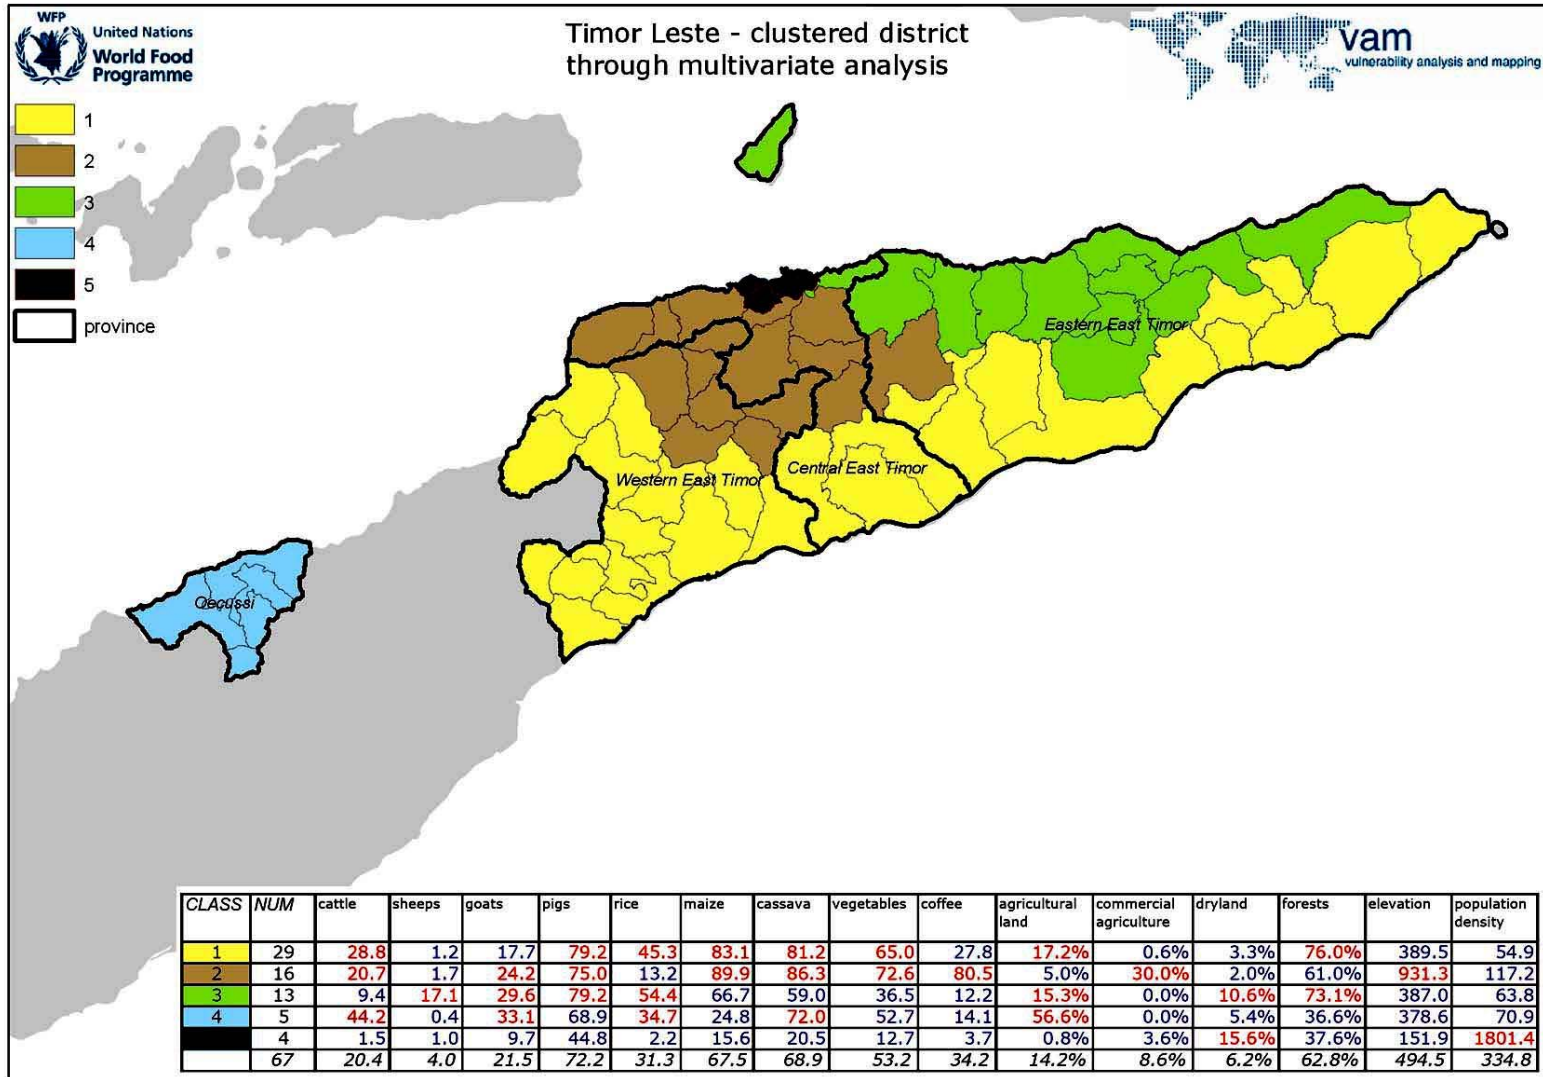 WFP
United Nations
World Food
Programme
Timor Leste - clustered district
through multivariate analysis
vam
vulnerability analysis and mapping
1
2
3
4
5
province
Eastern East Timor
Western East Timor
Central East Timor
Oecussi
CLASS NUM cattle sheeps goats pigs rice maize cassava vegetables coffee agricultural land commercial agriculture dryland forests elevation population density
1 29 28.8 1.2 17.7 79.2 45.3 83.1 81.2 65.0 27.8 17.2% 0.6% 3.3% 76.0% 389.5 54.9
2 16 20.7 1.7 24.2 75.0 13.2 89.9 86.3 72.6 80.5 5.0% 30.0% 2.0% 61.0% 931.3 117.2
3 13 9.4 17.1 29.6 79.2 54.4 66.7 59.0 36.5 12.2 15.3% 0.0% 10.6% 73.1% 387.0 63.8
4 5 44.2 0.4 33.1 68.9 34.7 24.8 72.0 52.7 14.1 56.6% 0.0% 5.4% 36.6% 378.6 70.9
4 1.5 1.0 9.7 44.8 2.2 15.6 20.5 12.7 3.7 0.8% 3.6% 15.6% 37.6% 151.9 1801.4
67 20.4 4.0 21.5 72.2 31.3 67.5 68.9 53.2 34.2 14.2% 8.6% 6.2% 62.8% 494.5 334.8